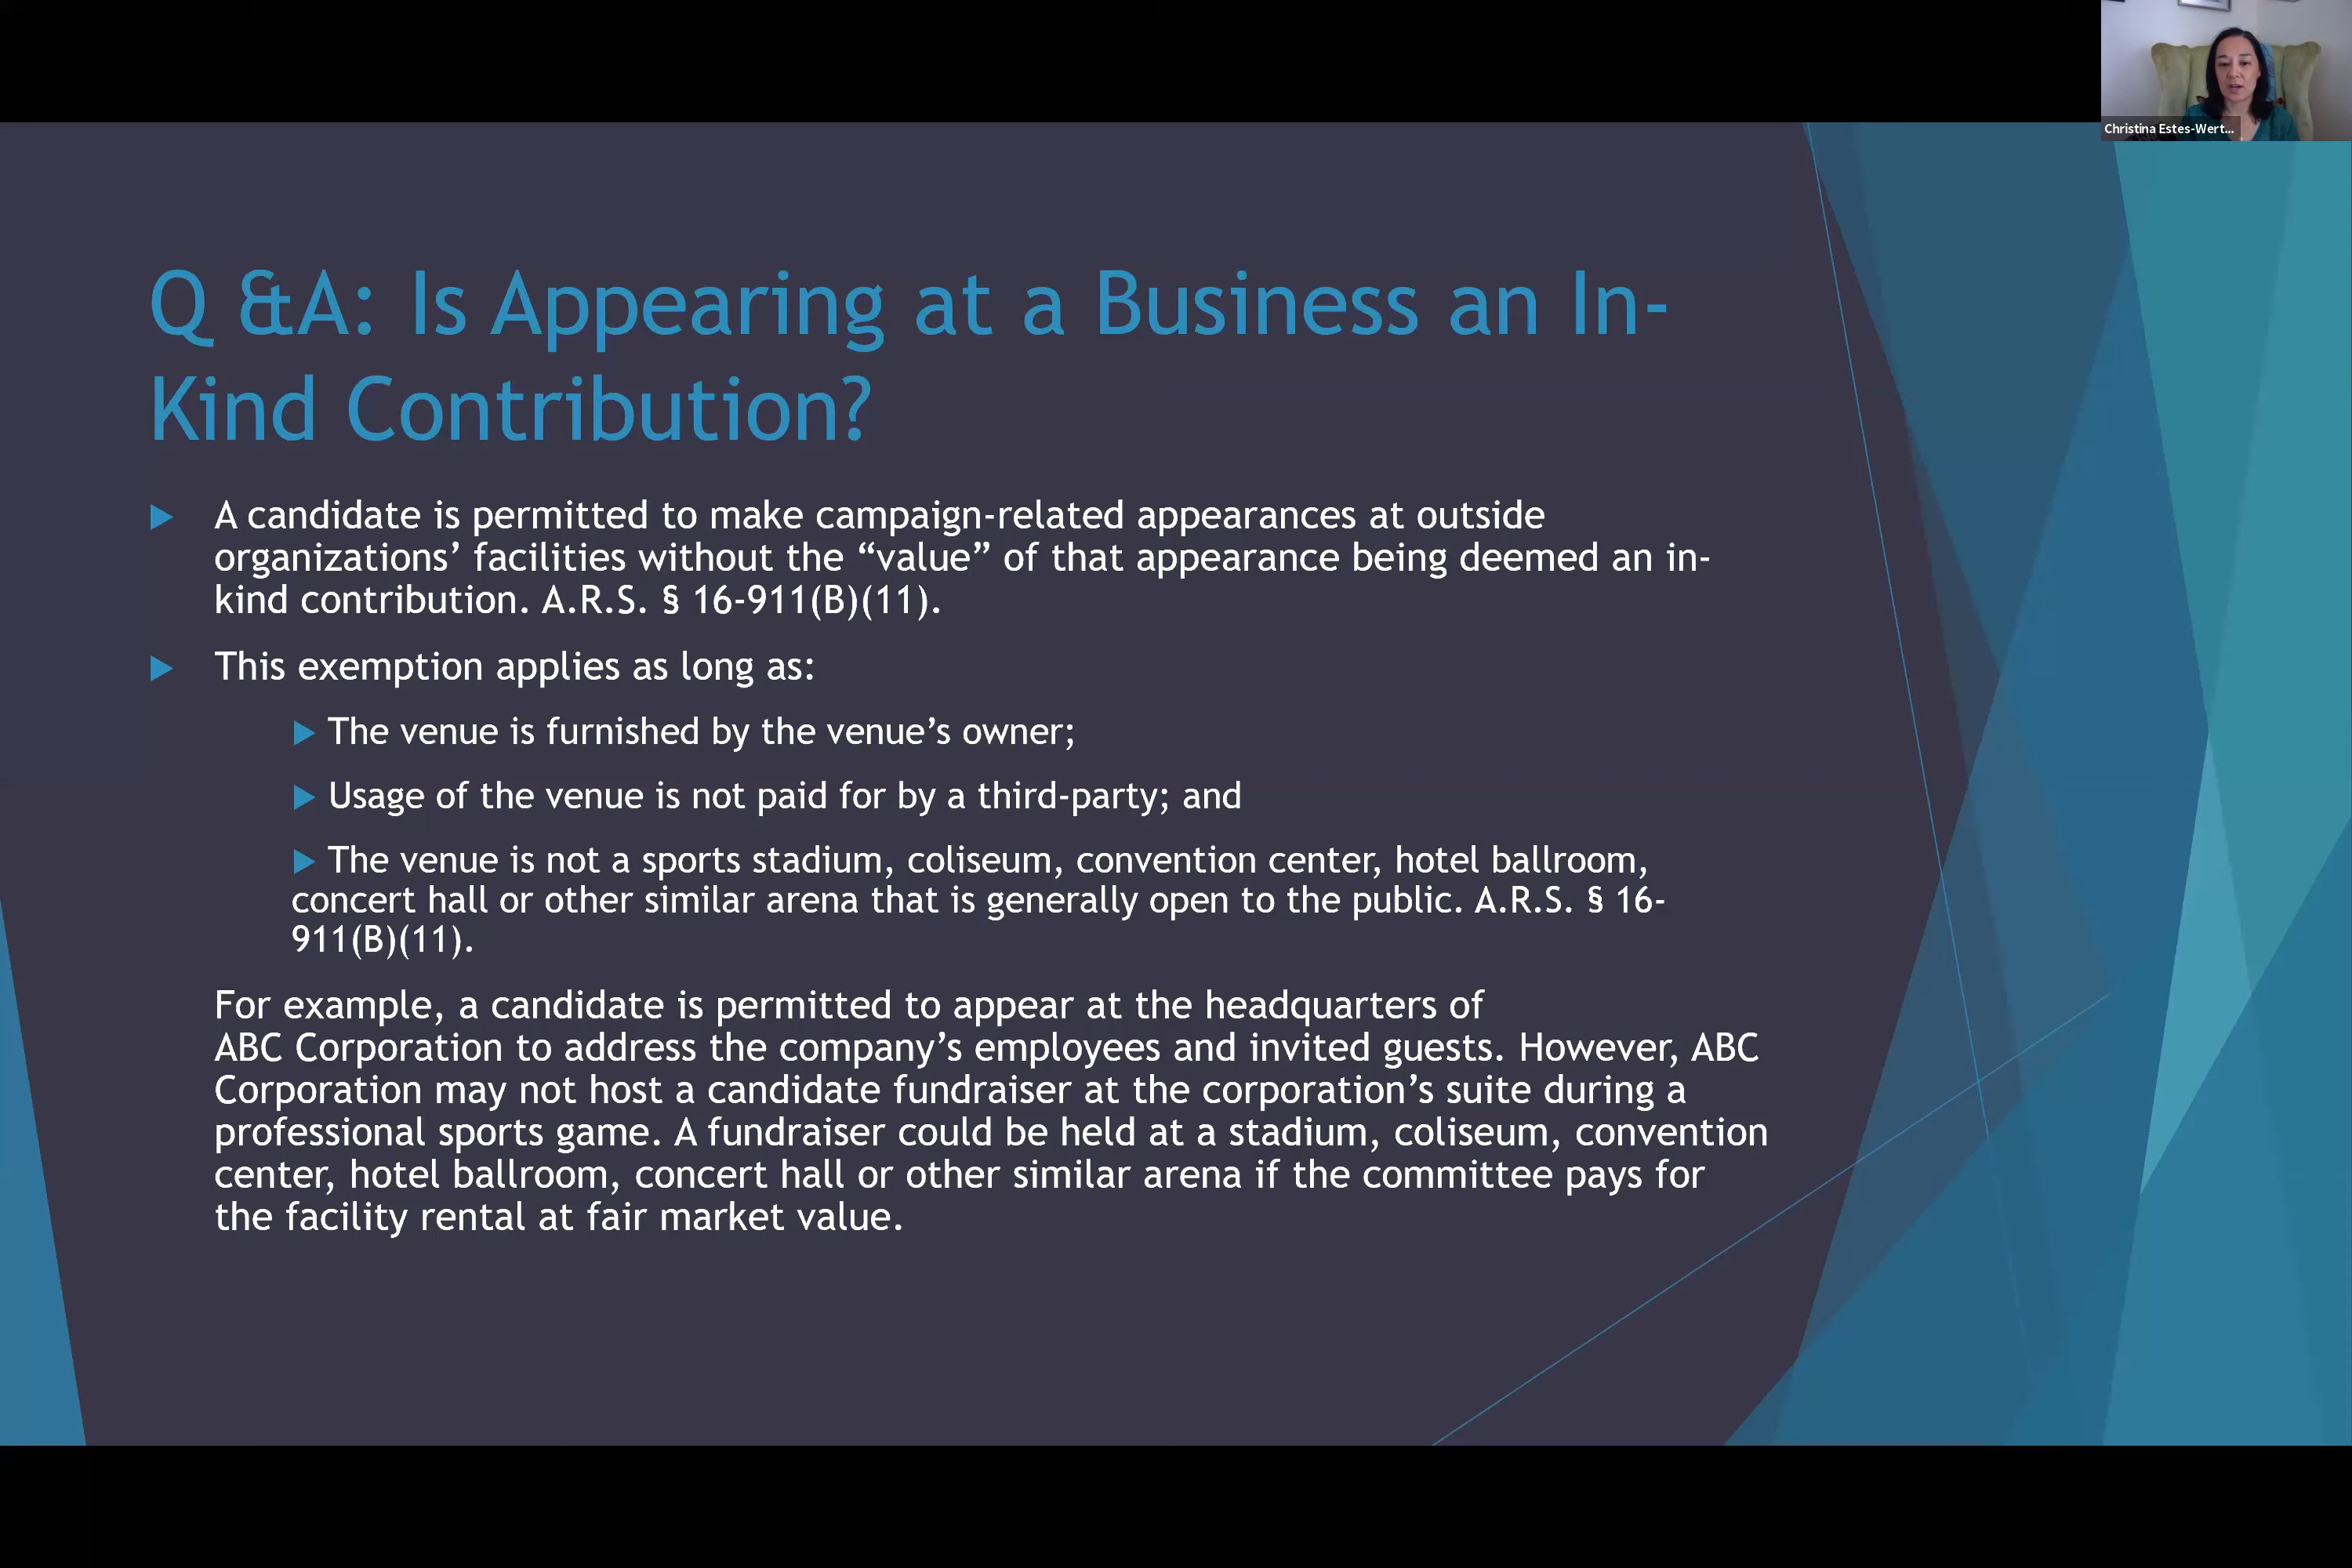 Christina Estes-Wert...
Q &A: Is Appearing at a Business an In-
Kind Contribution?
A candidate is permitted to make campaign-related appearances at outside
organizations’ facilities without the “value” of that appearance being deemed an in-
kind contribution. A.R.S. § 16-911(B)(11).
This exemption applies as long as:
The venue is furnished by the venue’s owner;
Usage of the venue is not paid for by a third-party; and
The venue is not a sports stadium, coliseum, convention center, hotel ballroom,
concert hall or other similar arena that is generally open to the public. A.R.S. § 16-
911(B)(11).
For example, a candidate is permitted to appear at the headquarters of
ABC Corporation to address the company’s employees and invited guests. However, ABC
Corporation may not host a candidate fundraiser at the corporation’s suite during a
professional sports game. A fundraiser could be held at a stadium, coliseum, convention
center, hotel ballroom, concert hall or other similar arena if the committee pays for
the facility rental at fair market value.